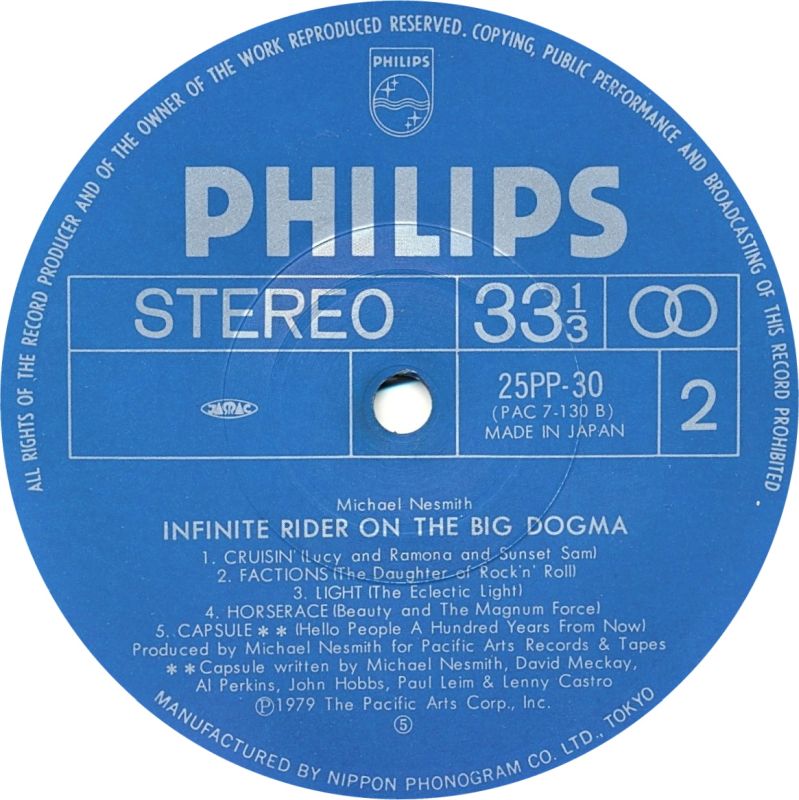 ALL RIGHTS OF THE RECORD PRODUCER AND OF THE OWNER OF THE WORK REPRODUCED RESERVED. COPYING, PUBLIC PERFORMANCE AND BROADCASTING OF THIS RECORD PROHIBITED
PHILIPS
PHILIPS
STEREO 33 1/3
JASRAC
25PP-30
(PAC 7-130 B)
MADE IN JAPAN
2
Michael Nesmith
INFINITE RIDER ON THE BIG DOGMA
1. CRUISIN' (Lucy and Ramona and Sunset Sam)
2. FACTIONS (The Daughter of Rock'n' Roll)
3. LIGHT (The Eclectic Light)
4. HORSERACE (Beauty and The Magnum Force)
5. CAPSULE ** (Hello People A Hundred Years From Now)
Produced by Michael Nesmith for Pacific Arts Records & Tapes
**Capsule written by Michael Nesmith, David Meckay,
Al Perkins, John Hobbs, Paul Leim & Lenny Castro
Ⓟ1979 The Pacific Arts Corp., Inc.
⑤
MANUFACTURED BY NIPPON PHONOGRAM CO. LTD., TOKYO